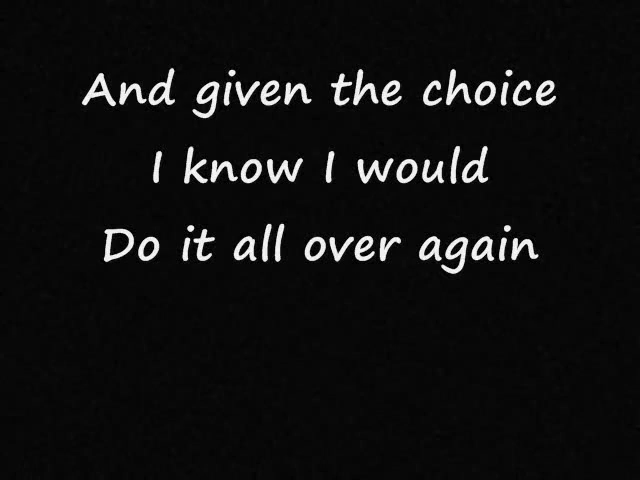 And given the choice
I know I would
Do it all over again